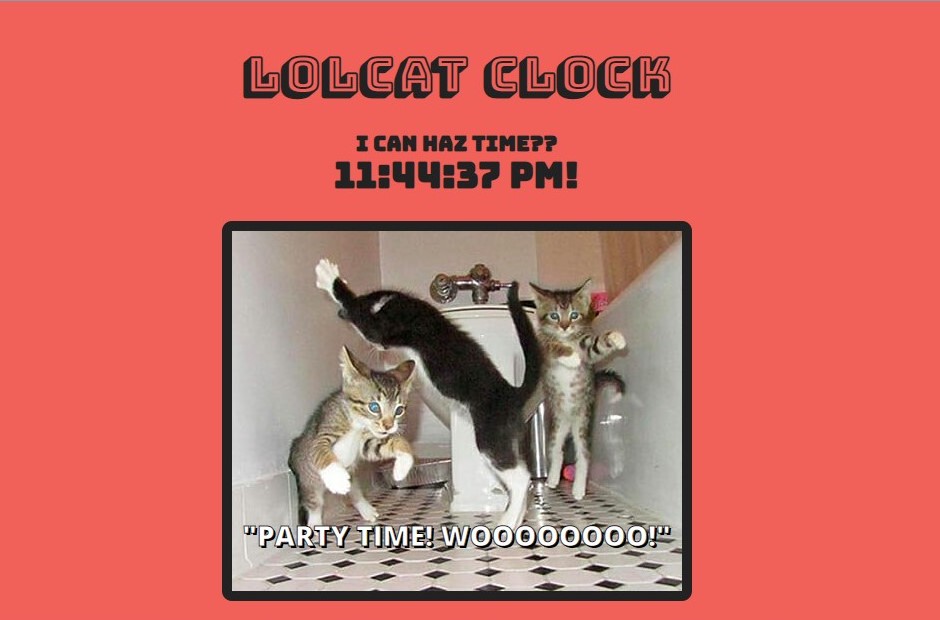 LOLCAT CLOCK
I CAN HAZ TIME??
11:44:37 PM!
"PARTY TIME! WOOOOOOOO!"